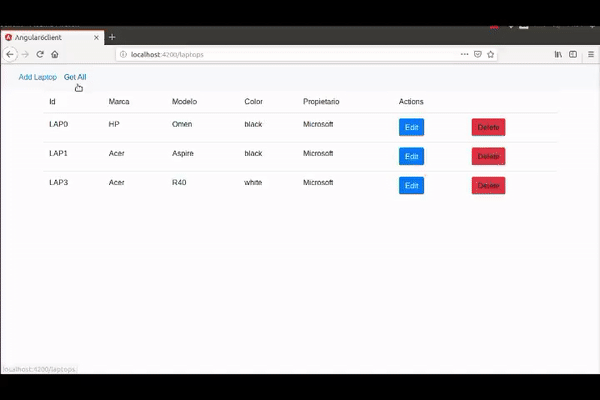 Angular6client
localhost:4200/laptops
Add Laptop Get All
Id Marca Modelo Color Propietario Actions
LAP0 HP Omen black Microsoft Edit Delete
LAP1 Acer Aspire black Microsoft Edit Delete
LAP3 Acer R40 white Microsoft Edit Delete
localhost:4200/laptops